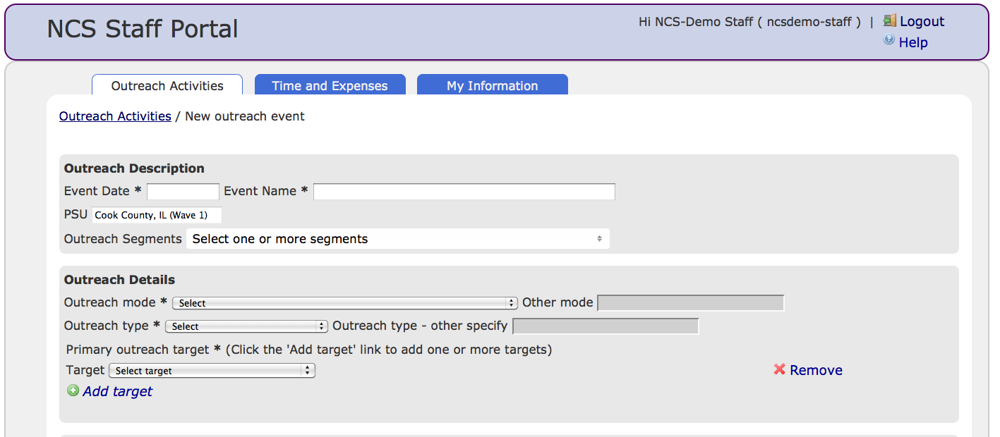 NCS Staff Portal
Hi NCS-Demo Staff ( ncsdemo-staff ) | Logout
Help
Outreach Activities Time and Expenses My Information
Outreach Activities / New outreach event
Outreach Description
Event Date * Event Name *
PSU Cook County, IL (Wave 1)
Outreach Segments Select one or more segments
Outreach Details
Outreach mode * Select Other mode
Outreach type * Select Outreach type - other specify
Primary outreach target * (Click the 'Add target' link to add one or more targets)
Target Select target Remove
Add target